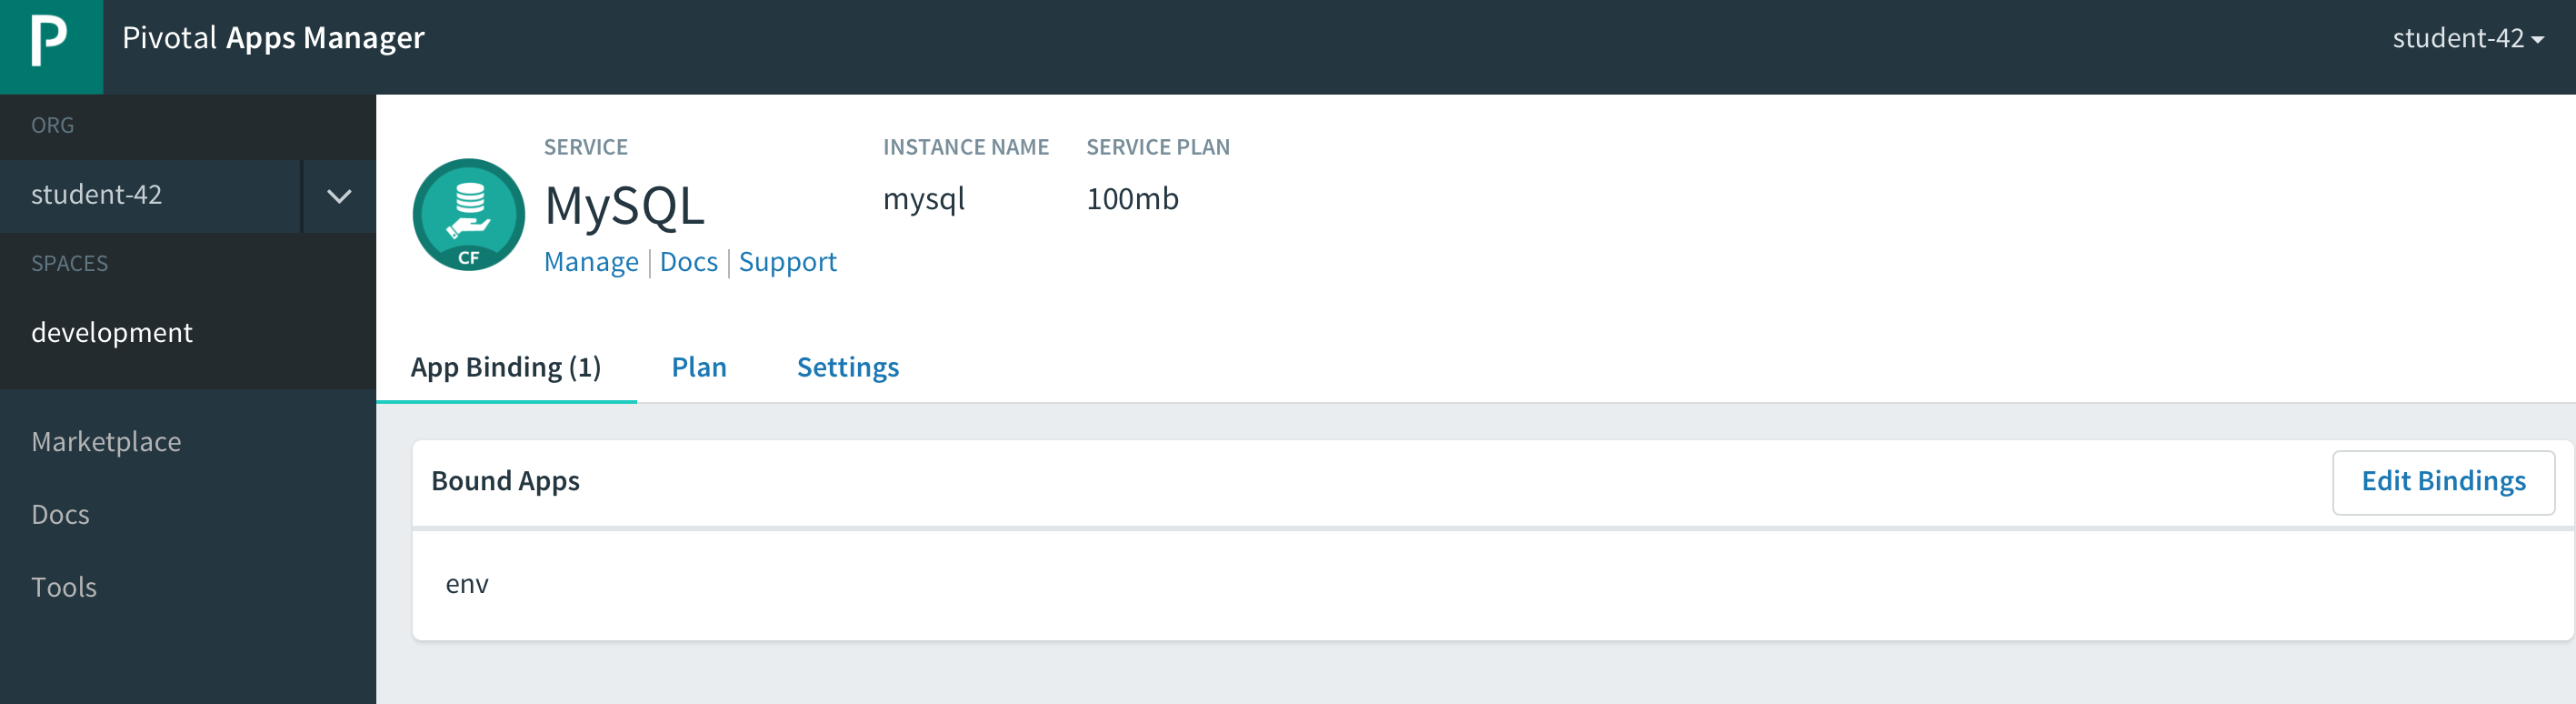 P
Pivotal Apps Manager
student-42
ORG
student-42
SPACES
development
Marketplace
Docs
Tools
SERVICE
MySQL
Manage | Docs | Support
INSTANCE NAME
mysql
SERVICE PLAN
100mb
CF
App Binding (1)
Plan
Settings
Bound Apps
Edit Bindings
env